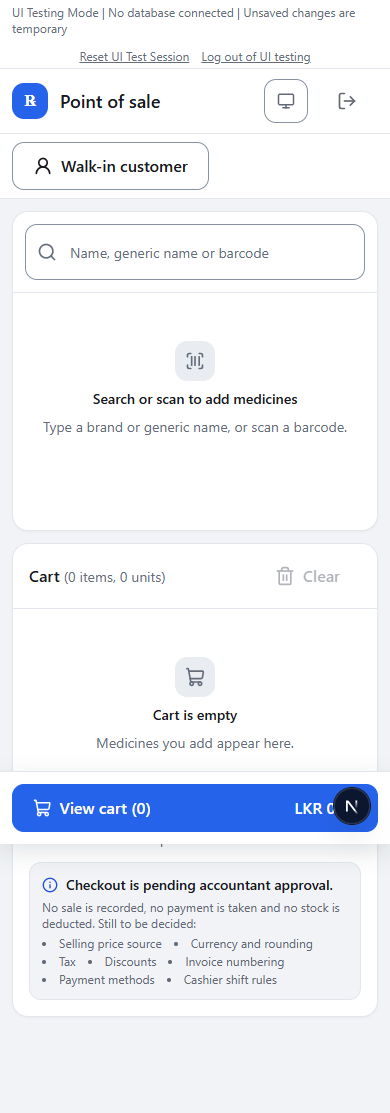 UI Testing Mode | No database connected | Unsaved changes are
temporary
Reset UI Test Session Log out of UI testing
℞ Point of sale
Walk-in customer
Name, generic name or barcode
Search or scan to add medicines
Type a brand or generic name, or scan a barcode.
Cart (0 items, 0 units) Clear
Cart is empty
Medicines you add appear here.
View cart (0) LKR N
Checkout is pending accountant approval.
No sale is recorded, no payment is taken and no stock is
deducted. Still to be decided:
• Selling price source • Currency and rounding
• Tax • Discounts • Invoice numbering
• Payment methods • Cashier shift rules